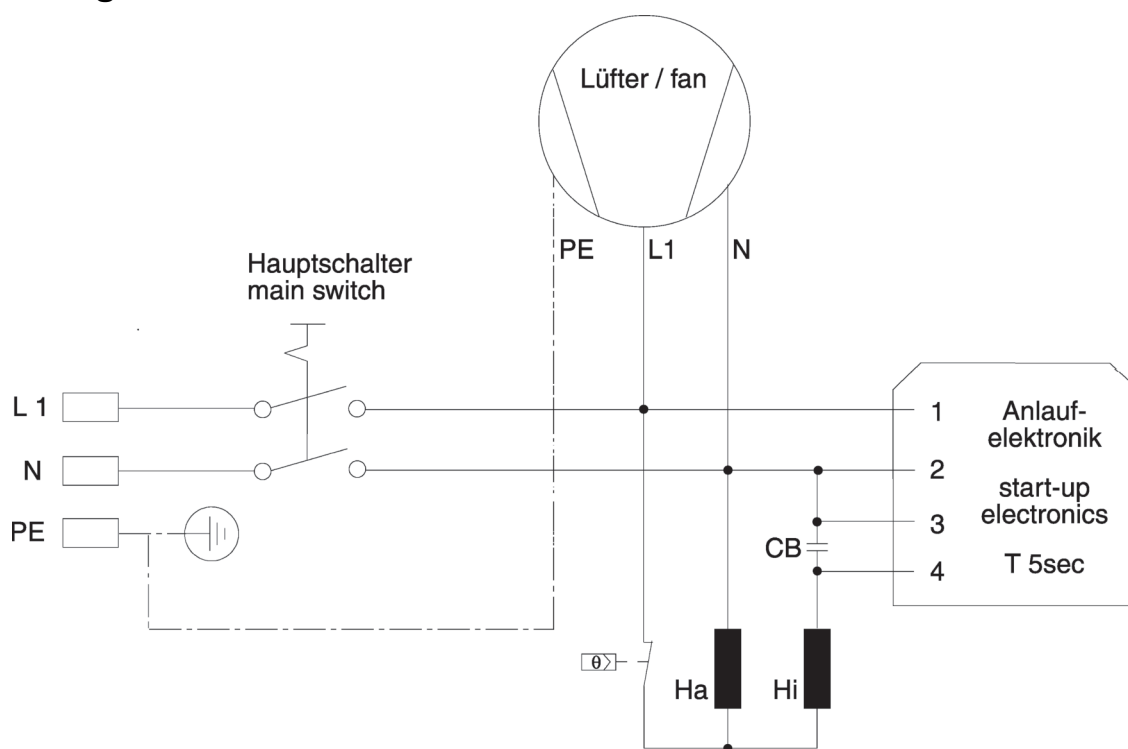 Lüfter / fan
PE
L1
N
Hauptschalter
main switch
L 1
N
PE
1
2
3
4
Anlauf-
elektronik
start-up
electronics
T 5sec
CB
θ
Ha
Hi